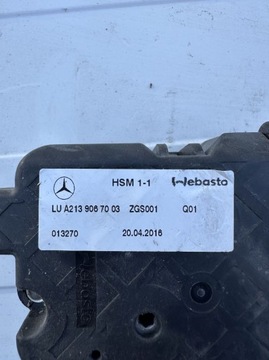 HSM 1-1 Webasto
LU A213 906 70 03 ZGS001 Q01
013270 20.04.2016